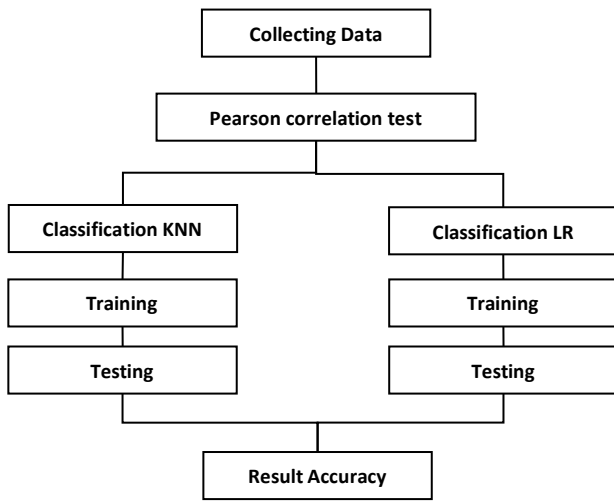 Collecting Data
Pearson correlation test
Classification KNN
Classification LR
Training
Training
Testing
Testing
Result Accuracy